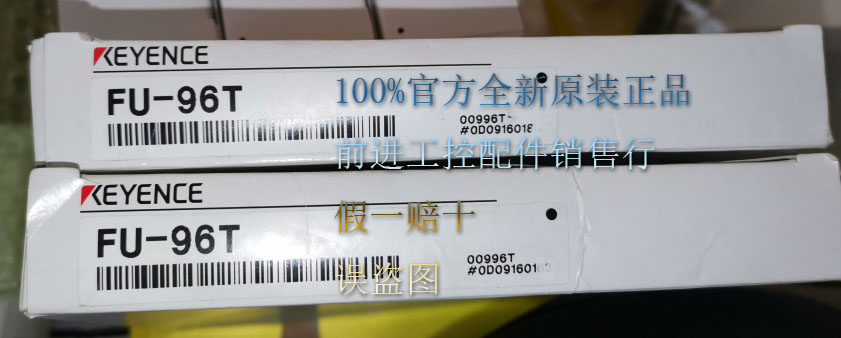 KEYENCE
FU-96T
00996T
#0D0916018
100%官方全新原装正品
前进工控配件销售行
KEYENCE
FU-96T
00996T
假一赔十
误盗图